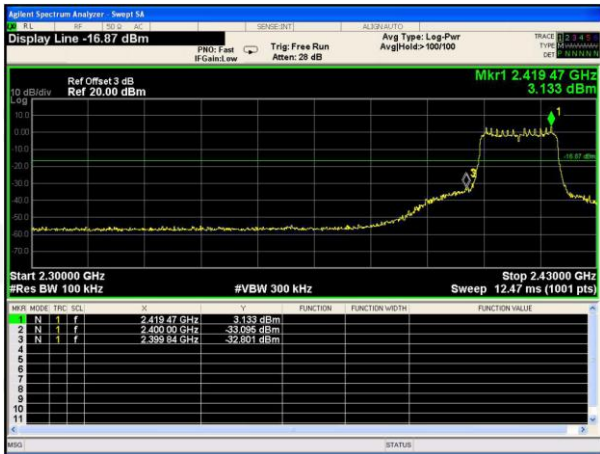 Agilent Spectrum Analyzer - Swept SA
RL RF 50 Ω AC SENSE:INT ALIGN AUTO
Display Line -16.87 dBm
PNO: Fast
IFGain:Low
Trig: Free Run
Atten: 28 dB
Avg Type: Log-Pwr
Avg|Hold:> 100/100
TRACE 1 2 3 4 5 6
TYPE
DET P N N N N N
Mkr1 2.419 47 GHz
3.133 dBm
Ref Offset 3 dB
10 dB/div Ref 20.00 dBm
Log
10.0
0.00
-10.0
-20.0
-30.0
-40.0
-50.0
-60.0
-70.0
1
3
-16.87 dBm
Start 2.30000 GHz Stop 2.43000 GHz
#Res BW 100 kHz #VBW 300 kHz Sweep 12.47 ms (1001 pts)
MKR MODE TRC SCL X Y FUNCTION FUNCTION WIDTH FUNCTION VALUE
1 N 1 f 2.419 47 GHz 3.133 dBm
2 N 1 f 2.400 00 GHz -33.095 dBm
3 N 1 f 2.399 84 GHz -32.801 dBm
4
5
6
7
8
9
10
11
MSG STATUS